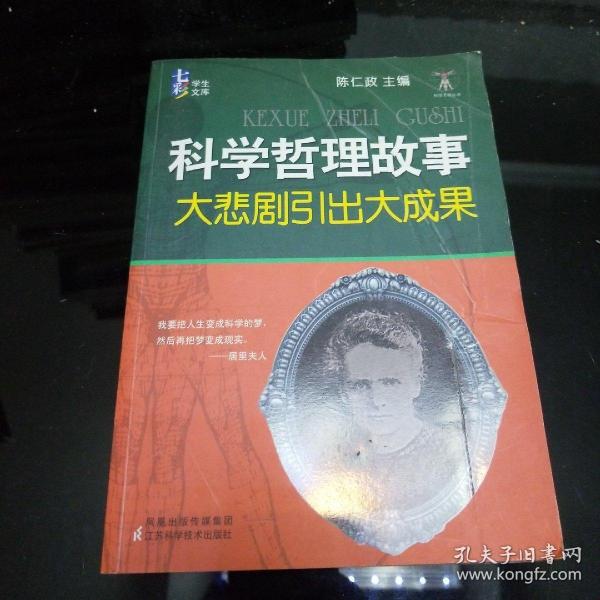 七彩 学生文库
陈仁政 主编
KEXUE ZHELI GUSHI
科学哲理故事
大悲剧引出大成果
我要把人生变成科学的梦,
然后再把梦变成现实。
——居里夫人
凤凰出版传媒集团
江苏科学技术出版社
孔夫子旧书网
www.kongfz.com